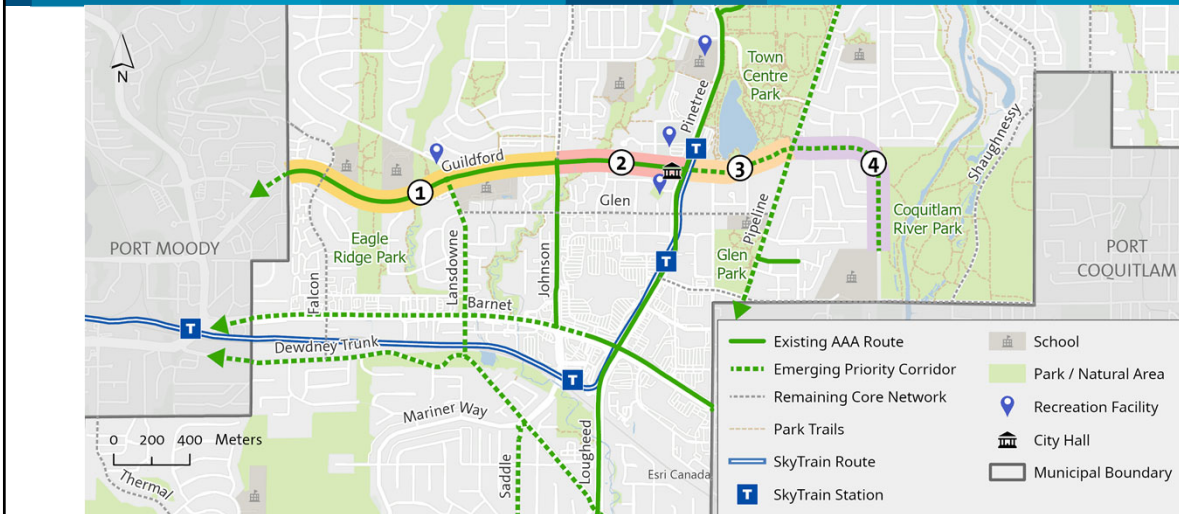 N
Town
Centre
Park
Pinetree
Shaughnessy
T
Guildford
1
2
3
4
Glen
Eagle
Ridge Park
Glen
Park
Pipeline
Coquitlam
River Park
PORT MOODY
PORT
COQUITLAM
Falcon
Lansdowne
Johnson
T
Barnet
T
Dewdney Trunk
T
Mariner Way
0 200 400 Meters
Thermal
Saddle
Lougheed
Esri Canada
Existing AAA Route
Emerging Priority Corridor
Remaining Core Network
Park Trails
SkyTrain Route
T SkyTrain Station
School
Park / Natural Area
Recreation Facility
City Hall
Municipal Boundary